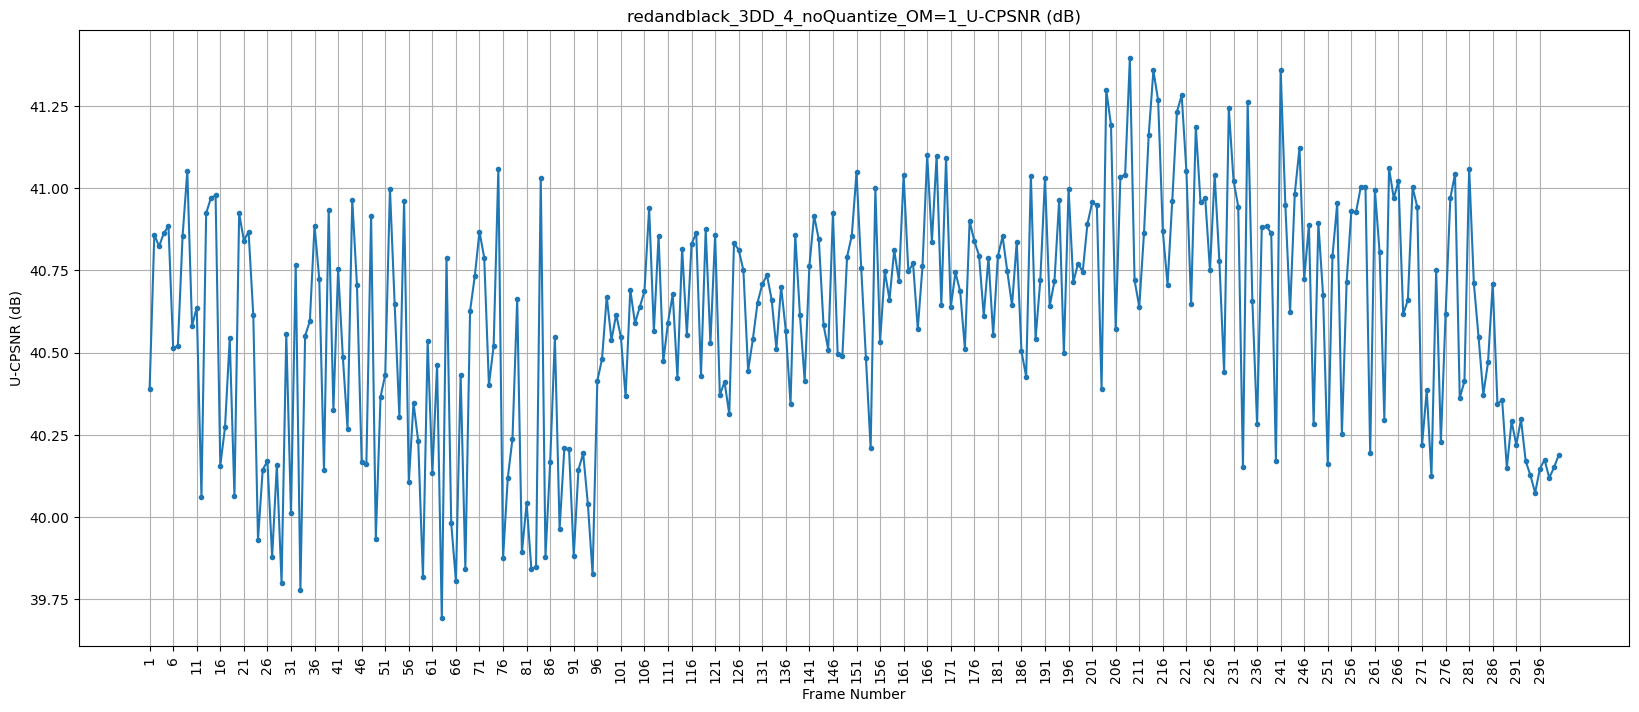 redandblack_3DD_4_noQuantize_OM=1_U-CPSNR (dB)
U-CPSNR (dB)
41.25
41.00
40.75
40.50
40.25
40.00
39.75
1 6 11 16 21 26 31 36 41 46 51 56 61 66 71 76 81 86 91 96 101 106 111 116 121 126 131 136 141 146 151 156 161 166 171 176 181 186 191 196 201 206 211 216 221 226 231 236 241 246 251 256 261 266 271 276 281 286 291 296
Frame Number